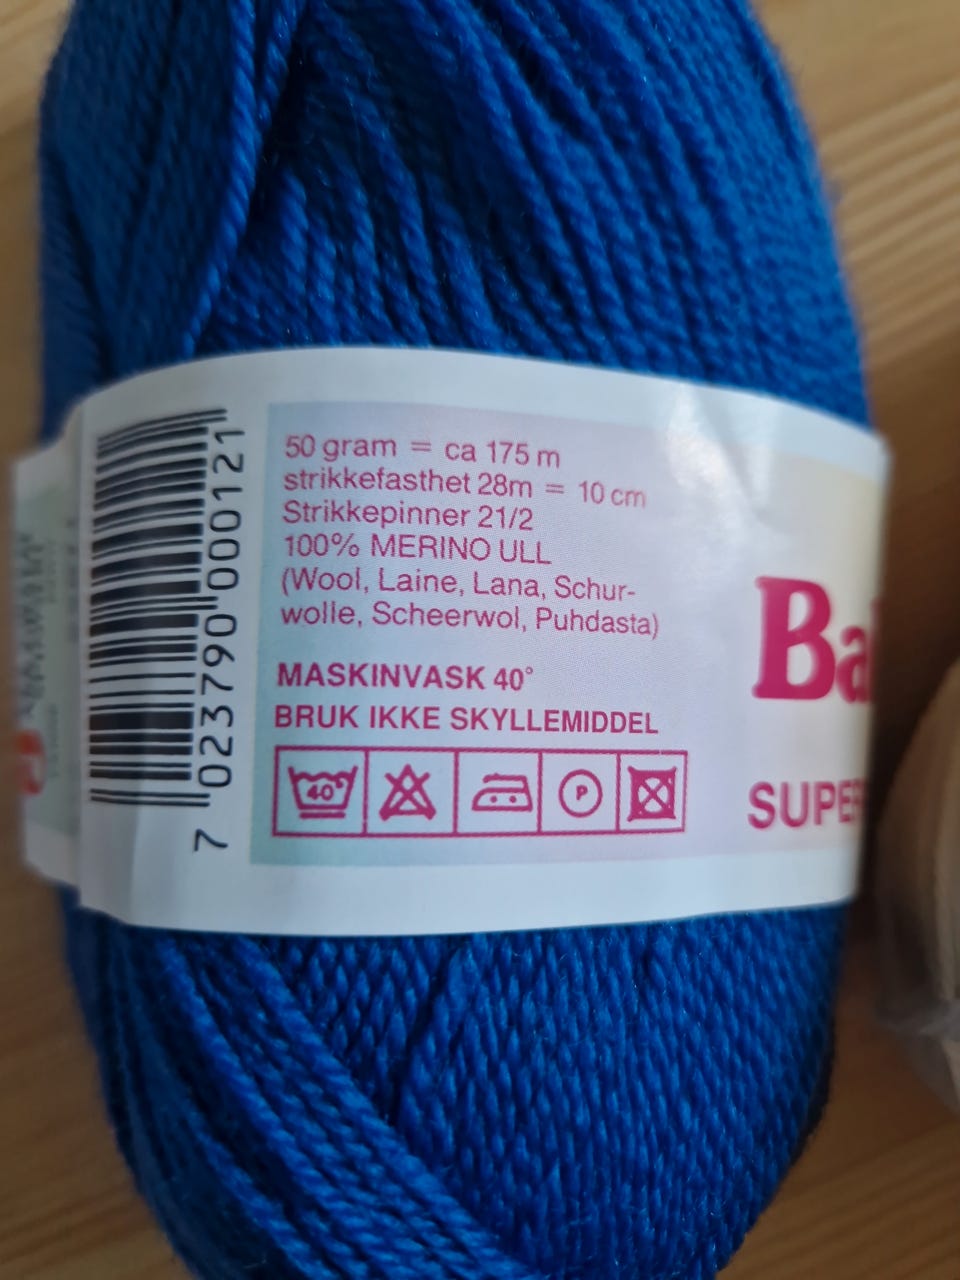 50 gram = ca 175 m
strikkefasthet 28m = 10 cm
Strikkepinner 21/2
100% MERINO ULL
(Wool, Laine, Lana, Schur-
wolle, Scheerwol, Puhdasta)
MASKINVASK 40°
BRUK IKKE SKYLLEMIDDEL
40° P
7 023790 000121
Ba
SUPER